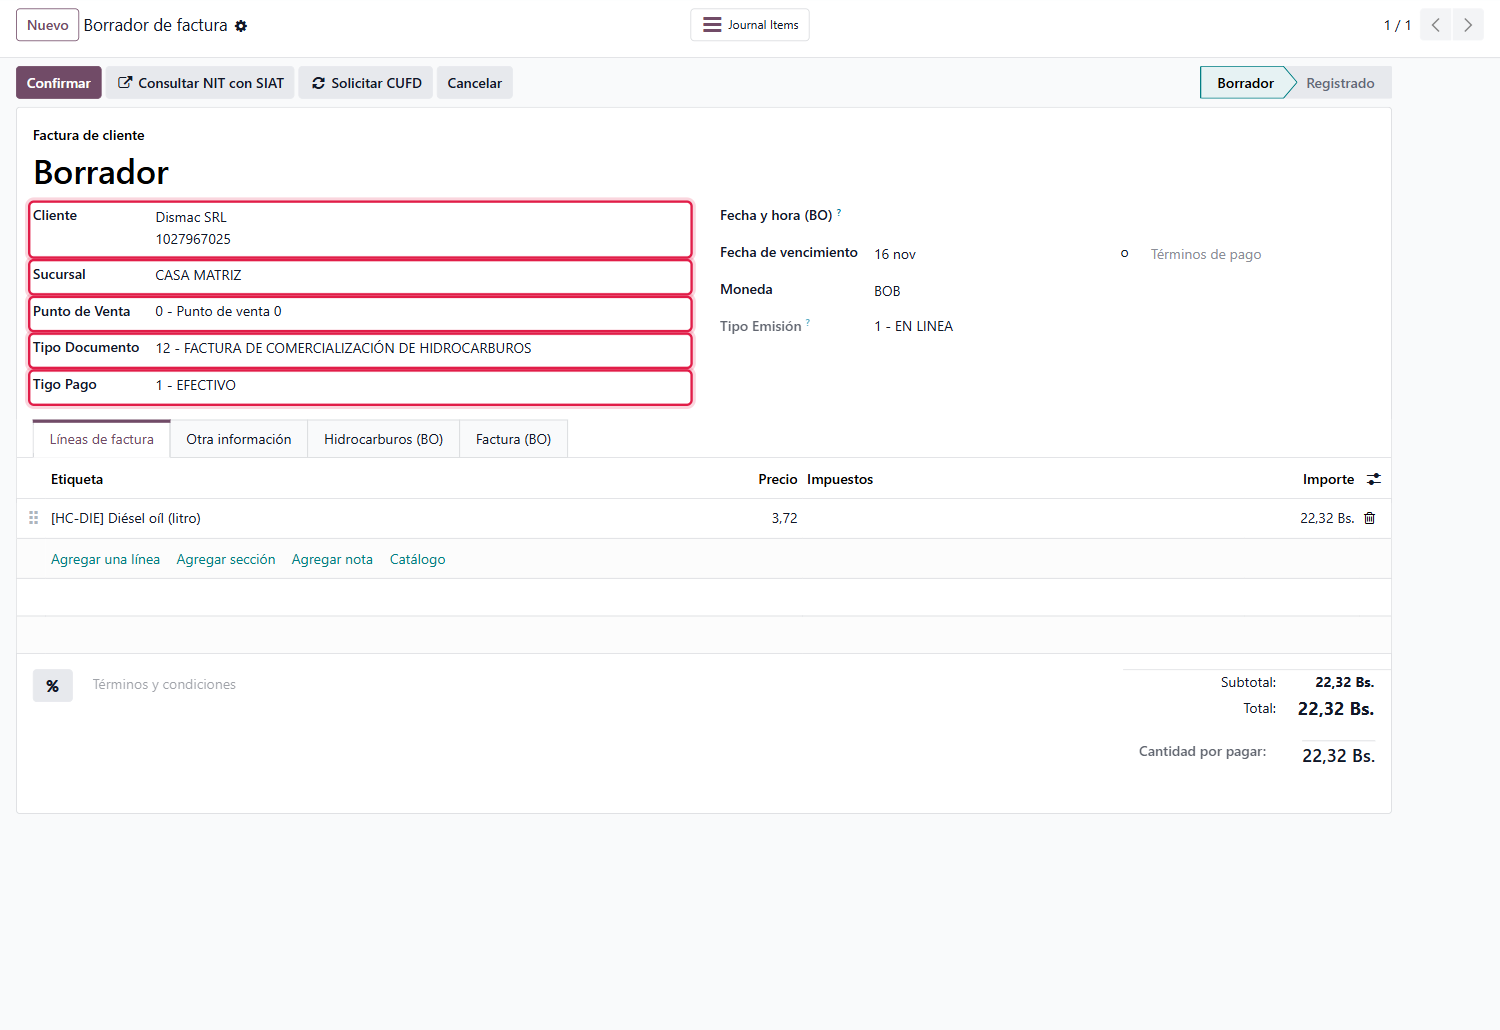 Nuevo Borrador de factura
Journal Items
1 / 1
Confirmar Consultar NIT con SIAT Solicitar CUFD Cancelar
Borrador Registrado
Factura de cliente
Borrador
Cliente Dismac SRL
1027967025
Sucursal CASA MATRIZ
Punto de Venta 0 - Punto de venta 0
Tipo Documento 12 - FACTURA DE COMERCIALIZACIÓN DE HIDROCARBUROS
Tigo Pago 1 - EFECTIVO
Fecha y hora (BO) ?
Fecha de vencimiento 16 nov o Términos de pago
Moneda BOB
Tipo Emisión ? 1 - EN LINEA
Líneas de factura Otra información Hidrocarburos (BO) Factura (BO)
Etiqueta Precio Impuestos Importe
[HC-DIE] Diésel oíl (litro) 3,72 22,32 Bs.
Agregar una línea Agregar sección Agregar nota Catálogo
% Términos y condiciones
Subtotal: 22,32 Bs.
Total: 22,32 Bs.
Cantidad por pagar: 22,32 Bs.